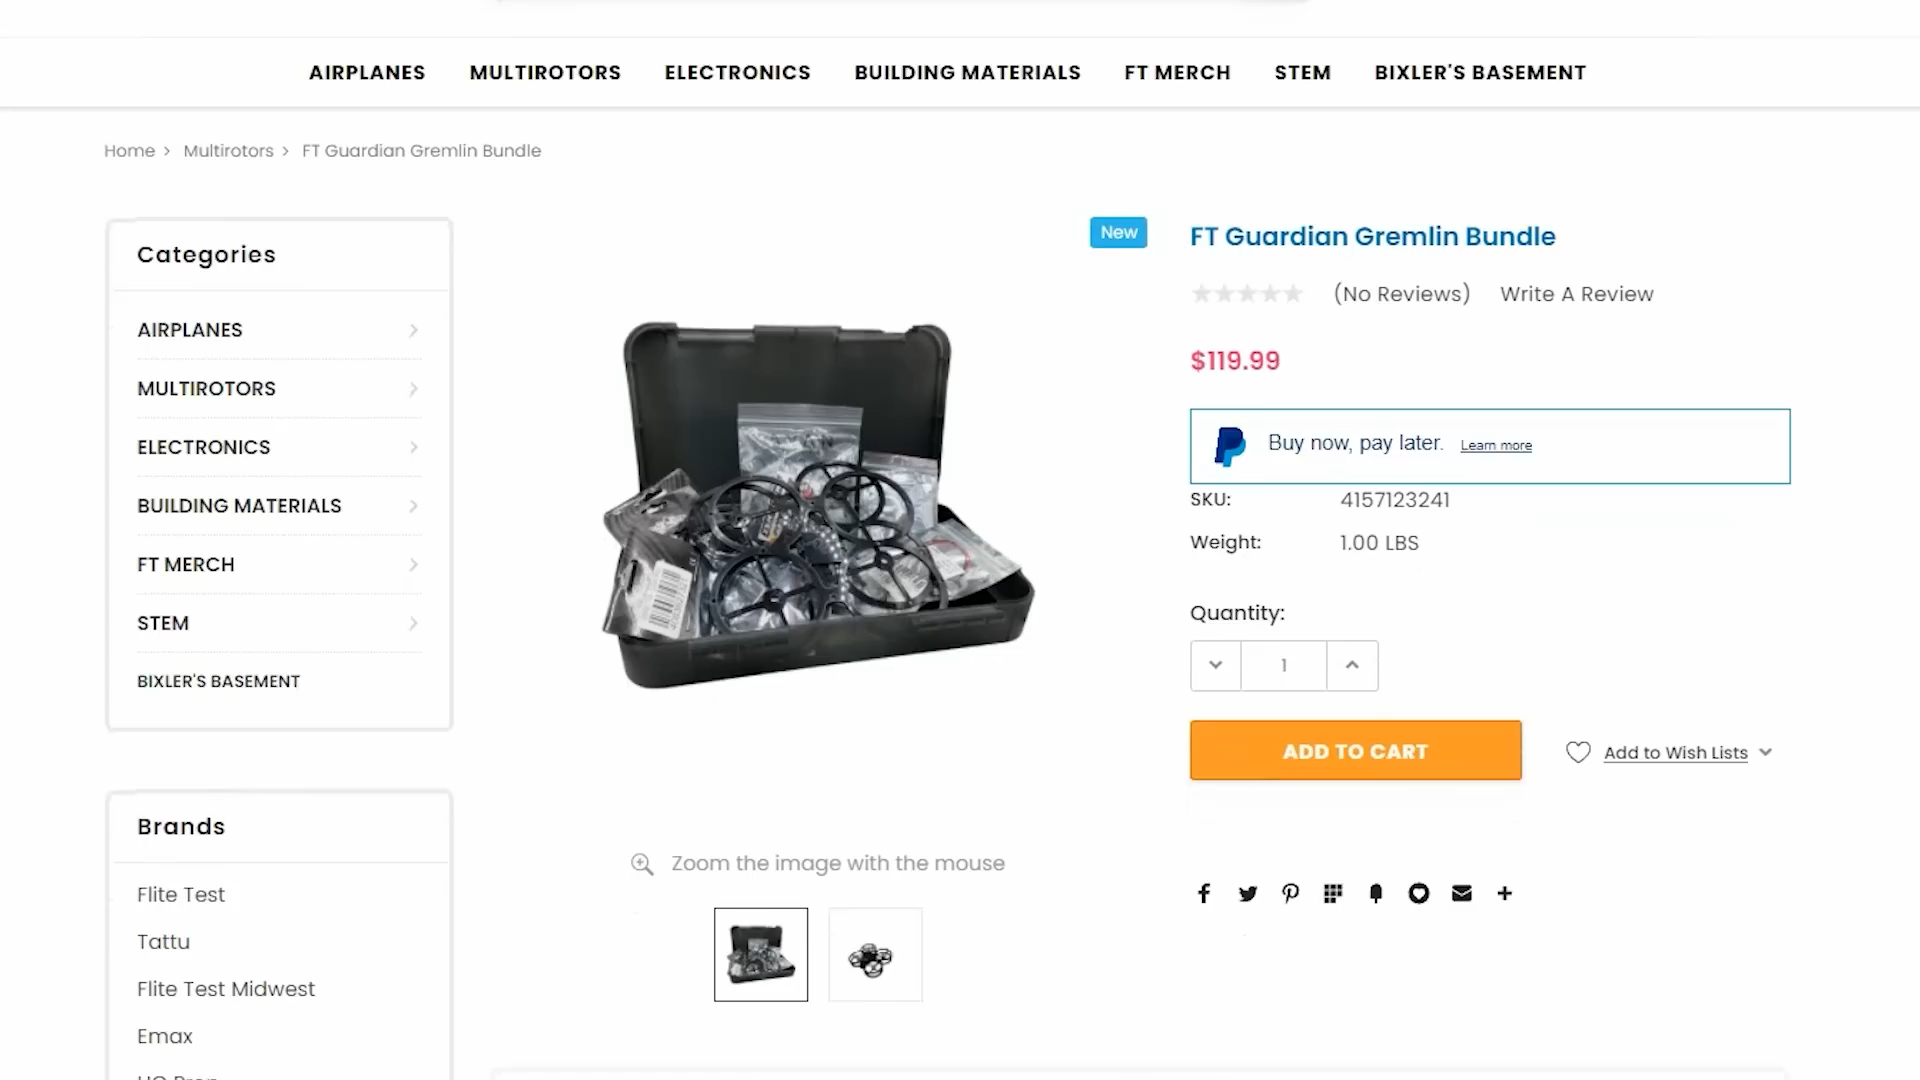 AIRPLANES MULTIROTORS ELECTRONICS BUILDING MATERIALS FT MERCH STEM BIXLER'S BASEMENT
Home > Multirotors > FT Guardian Gremlin Bundle
Categories
AIRPLANES
MULTIROTORS
ELECTRONICS
BUILDING MATERIALS
FT MERCH
STEM
BIXLER'S BASEMENT
Brands
Flite Test
Tattu
Flite Test Midwest
Emax
New
Zoom the image with the mouse
FT Guardian Gremlin Bundle
(No Reviews) Write A Review
$119.99
Buy now, pay later. Learn more
SKU: 4157123241
Weight: 1.00 LBS
Quantity:
1
ADD TO CART
Add to Wish Lists